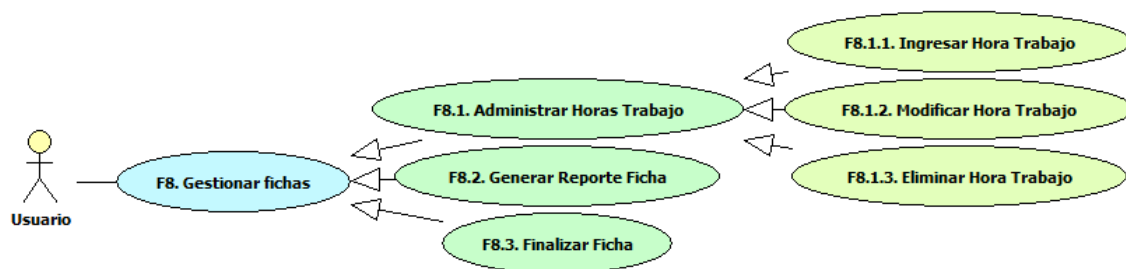 F8.1.1. Ingresar Hora Trabajo
F8.1. Administrar Horas Trabajo
F8.1.2. Modificar Hora Trabajo
F8. Gestionar fichas
F8.2. Generar Reporte Ficha
F8.1.3. Eliminar Hora Trabajo
Usuario
F8.3. Finalizar Ficha